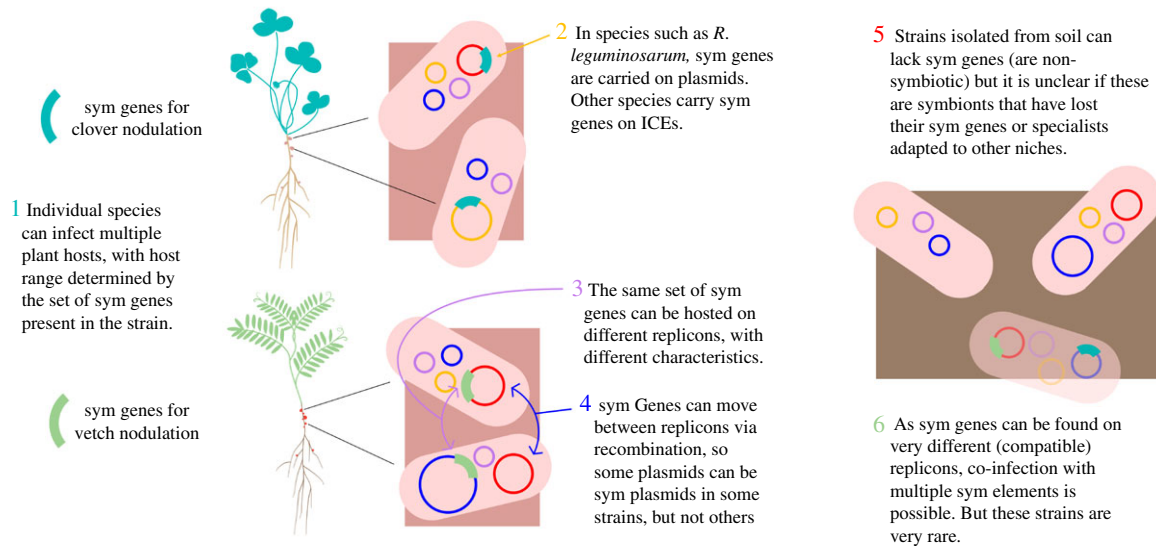 sym genes for
clover nodulation
1 Individual species
can infect multiple
plant hosts, with host
range determined by
the set of sym genes
present in the strain.
sym genes for
vetch nodulation
2 In species such as R.
leguminosarum, sym genes
are carried on plasmids.
Other species carry sym
genes on ICEs.
3 The same set of sym
genes can be hosted on
different replicons, with
different characteristics.
4 sym Genes can move
between replicons via
recombination, so
some plasmids can be
sym plasmids in some
strains, but not others
5 Strains isolated from soil can
lack sym genes (are non-
symbiotic) but it is unclear if these
are symbionts that have lost
their sym genes or specialists
adapted to other niches.
6 As sym genes can be found on
very different (compatible)
replicons, co-infection with
multiple sym elements is
possible. But these strains are
very rare.